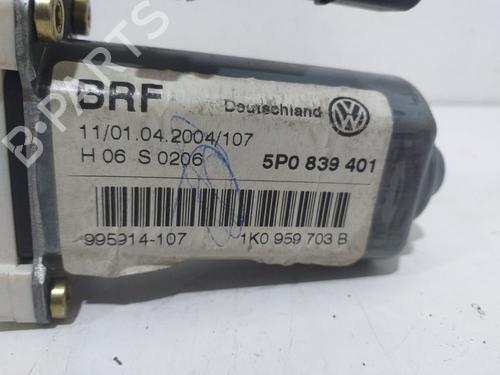 BRF Deutschland
11/01.04.2004/107
H 06 S 0206 5P0 839 401
995914-107 1K0 959 703 B
B-PARTS